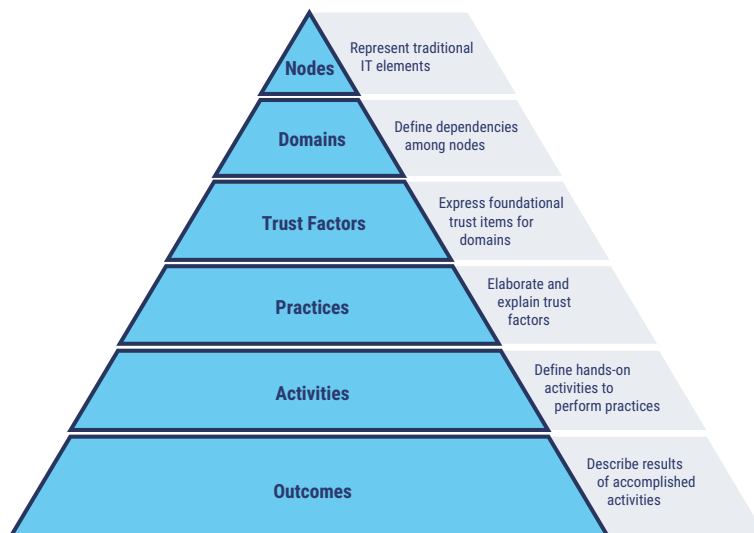 Nodes
Represent traditional
IT elements
Domains
Define dependencies
among nodes
Trust Factors
Express foundational
trust items for
domains
Practices
Elaborate and
explain trust
factors
Activities
Define hands-on
activities to
perform practices
Outcomes
Describe results
of accomplished
activities